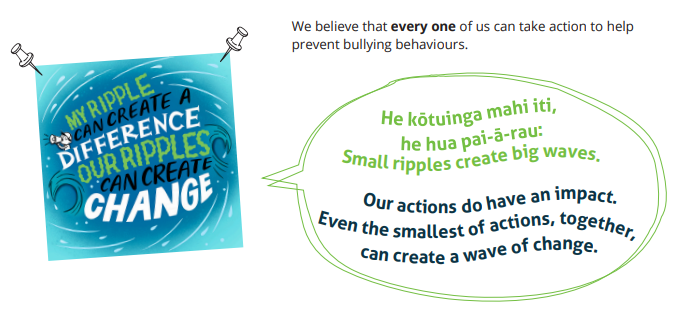 We believe that every one of us can take action to help
prevent bullying behaviours.
MY RIPPLE
CAN CREATE A
DIFFERENCE
OUR RIPPLES
CAN CREATE
CHANGE
He kōtuinga mahi iti,
he hua pai-ā-rau:
Small ripples create big waves.
Our actions do have an impact.
Even the smallest of actions, together,
can create a wave of change.